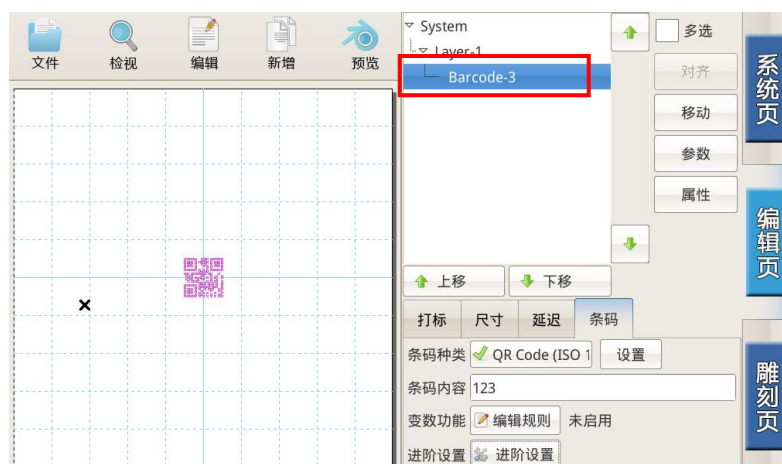 文件
检视
编辑
新增
预览
System
Layer-1
Barcode-3
多选
对齐
移动
参数
属性
上移
下移
打标 尺寸 延迟 条码
条码种类 QR Code (ISO 1 设置
条码内容 123
变数功能 编辑规则 未启用
进阶设置 进阶设置
系统页
编辑页
雕刻页